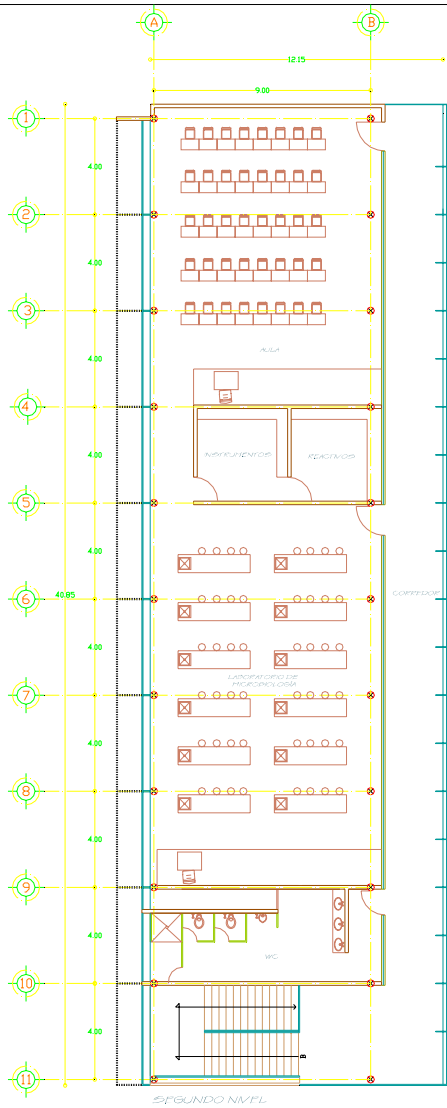 A
B
12.15
9.00
1
4.00
2
4.00
3
4.00
AULA
4
4.00
INSTRUMENTOS
REACTIVOS
5
4.00
6
40.85
CORREDOR
4.00
LABORATORIO DE
MICROBIOLOGÍA
7
4.00
8
4.00
9
4.00
WC
10
4.00
B
11
SEGUNDO NIVEL